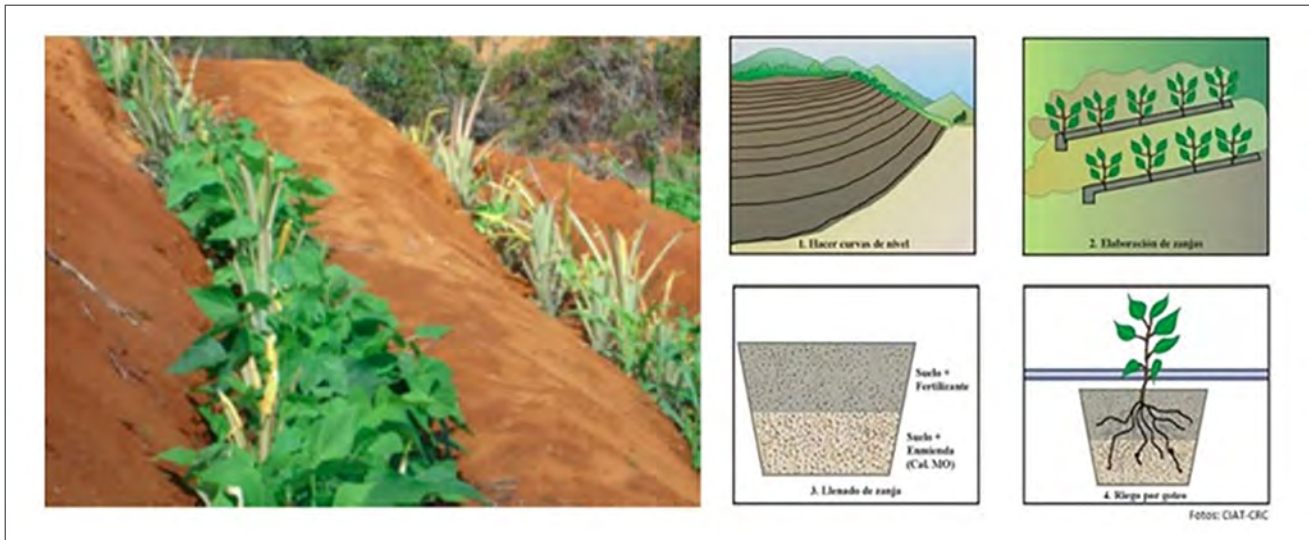 1. Hacer curvas de nivel
2. Elaboración de zanjas
Suelo +
Fertilizante
Suelo +
Enmienda
(Cal. MO)
3. Llenado de zanja
4. Riego por goteo
Fotos: CIAT-CRC